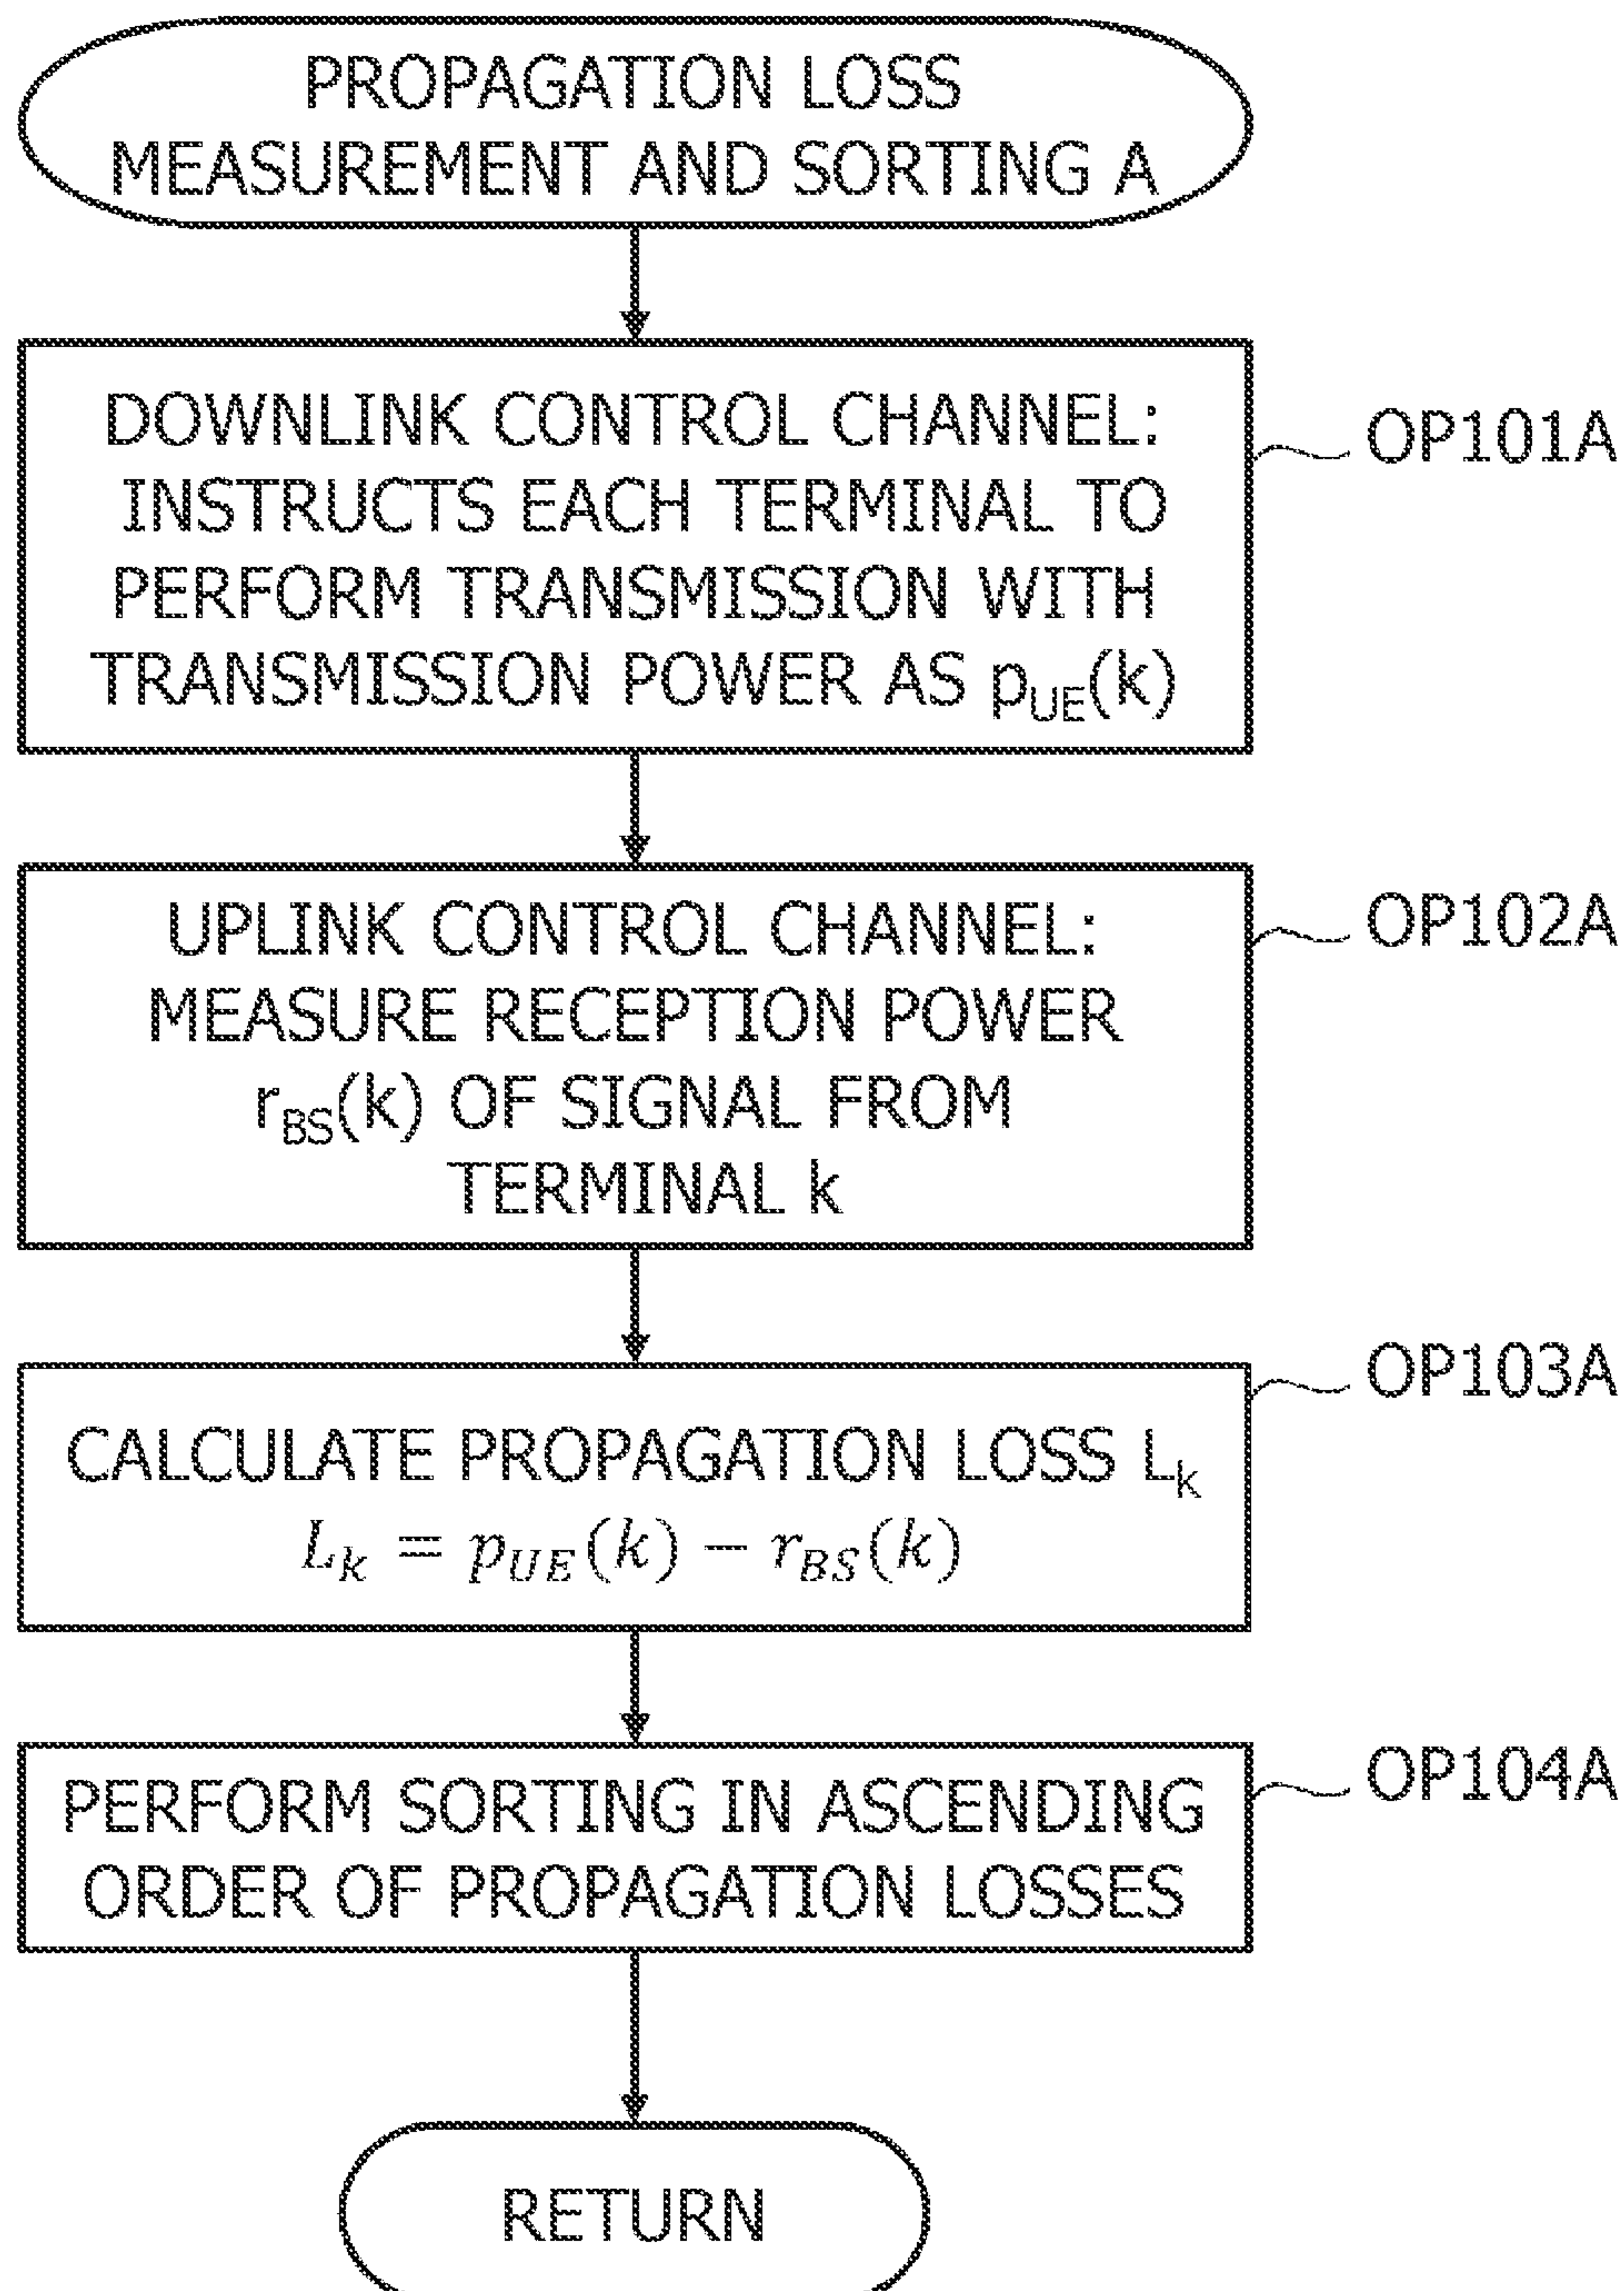 PROPAGATION LOSS
MEASUREMENT AND SORTING A
DOWNLINK CONTROL CHANNEL:
INSTRUCTS EACH TERMINAL TO
PERFORM TRANSMISSION WITH
TRANSMISSION POWER AS pUE(k)
OP101A
UPLINK CONTROL CHANNEL:
MEASURE RECEPTION POWER
rBS(k) OF SIGNAL FROM
TERMINAL k
OP102A
CALCULATE PROPAGATION LOSS Lk
Lk = pUE(k) − rBS(k)
OP103A
PERFORM SORTING IN ASCENDING
ORDER OF PROPAGATION LOSSES
OP104A
RETURN